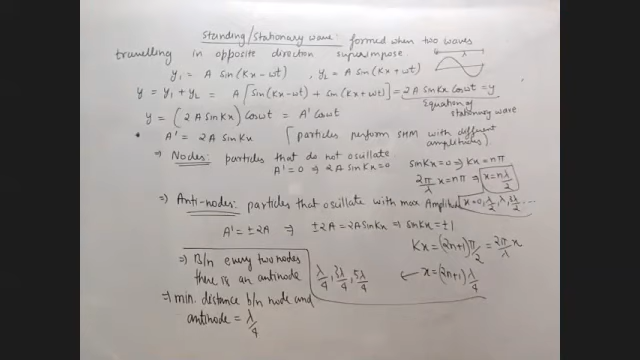 Standing/Stationary wave: formed when two waves
travelling in opposite direction superimpose.
y₁ = A sin(Kx-ωt) , y₂ = A sin(Kx+ωt) λ
y = y₁+y₂ = A[sin(Kx-ωt) + sin(Kx+ωt)] = 2A sinKx cosωt = y
Equation of stationary wave
y = (2A sinKx) cosωt = A' cosωt
• A' = 2A sinKx [particles perform SHM with different amplitudes]
⇒ Nodes: particles that do not oscillate sinKx=0 ⇒ Kx = nπ
A' = 0 ⇒ 2A sinKx=0 2π/λ x = nπ ⇒ x = nλ/2
⇒ Anti-nodes: particles that oscillate with max Amplitude x=0, λ/2, λ, 3λ/2, ...
A' = ±2A ⇒ ±2A = 2A sinKx ⇒ sinKx = ±1
Kx = (2n+1)π/2 = 2π/λ x
⇒ B/n every two nodes there is an antinode λ/4, 3λ/4, 5λ/4 ← x = (2n+1)λ/4
⇒ min. distance b/n node and
antinode = λ/4